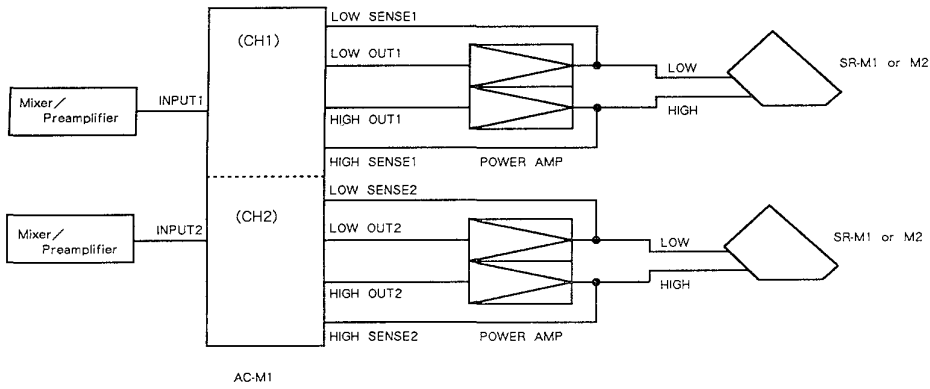 LOW SENSE1
(CH1)
LOW OUT1
LOW
SR-M1 or M2
Mixer／
Preamplifier
INPUT1
HIGH
HIGH OUT1
HIGH SENSE1
POWER AMP
LOW SENSE2
(CH2)
Mixer／
Preamplifier
INPUT2
LOW OUT2
LOW
SR-M1 or M2
HIGH
HIGH OUT2
HIGH SENSE2
POWER AMP
AC-M1